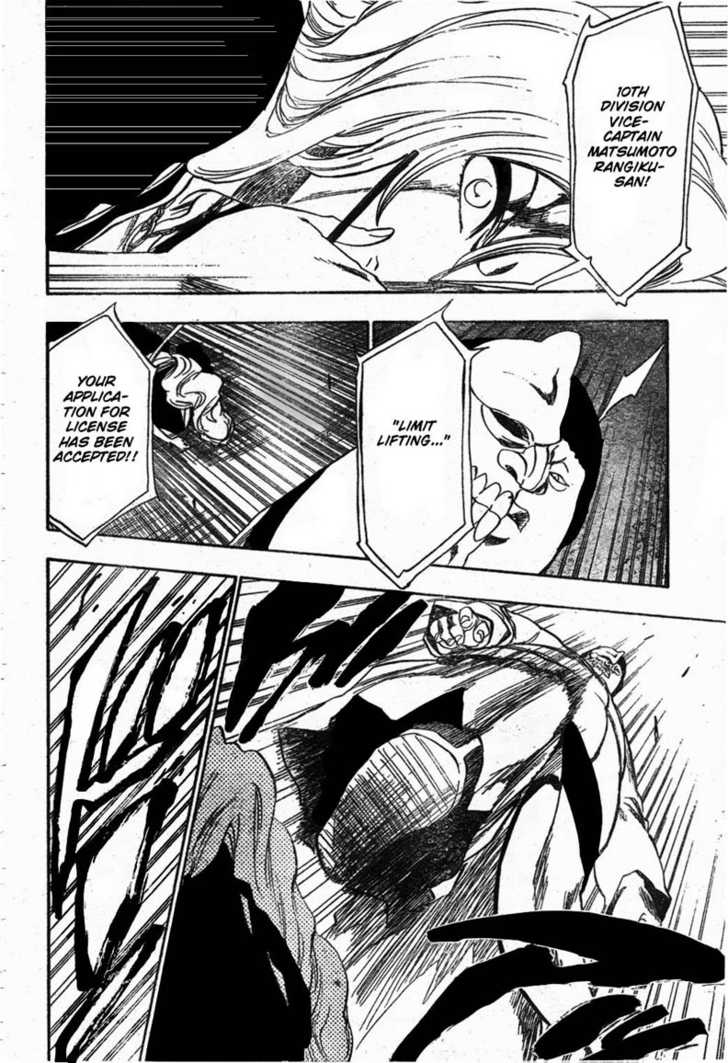 10TH
DIVISION
VICE-
CAPTAIN
MATSUMOTO
RANGIKU-
SAN!
"LIMIT
LIFTING..."
YOUR
APPLICA-
TION FOR
LICENSE
HAS BEEN
ACCEPTED!!